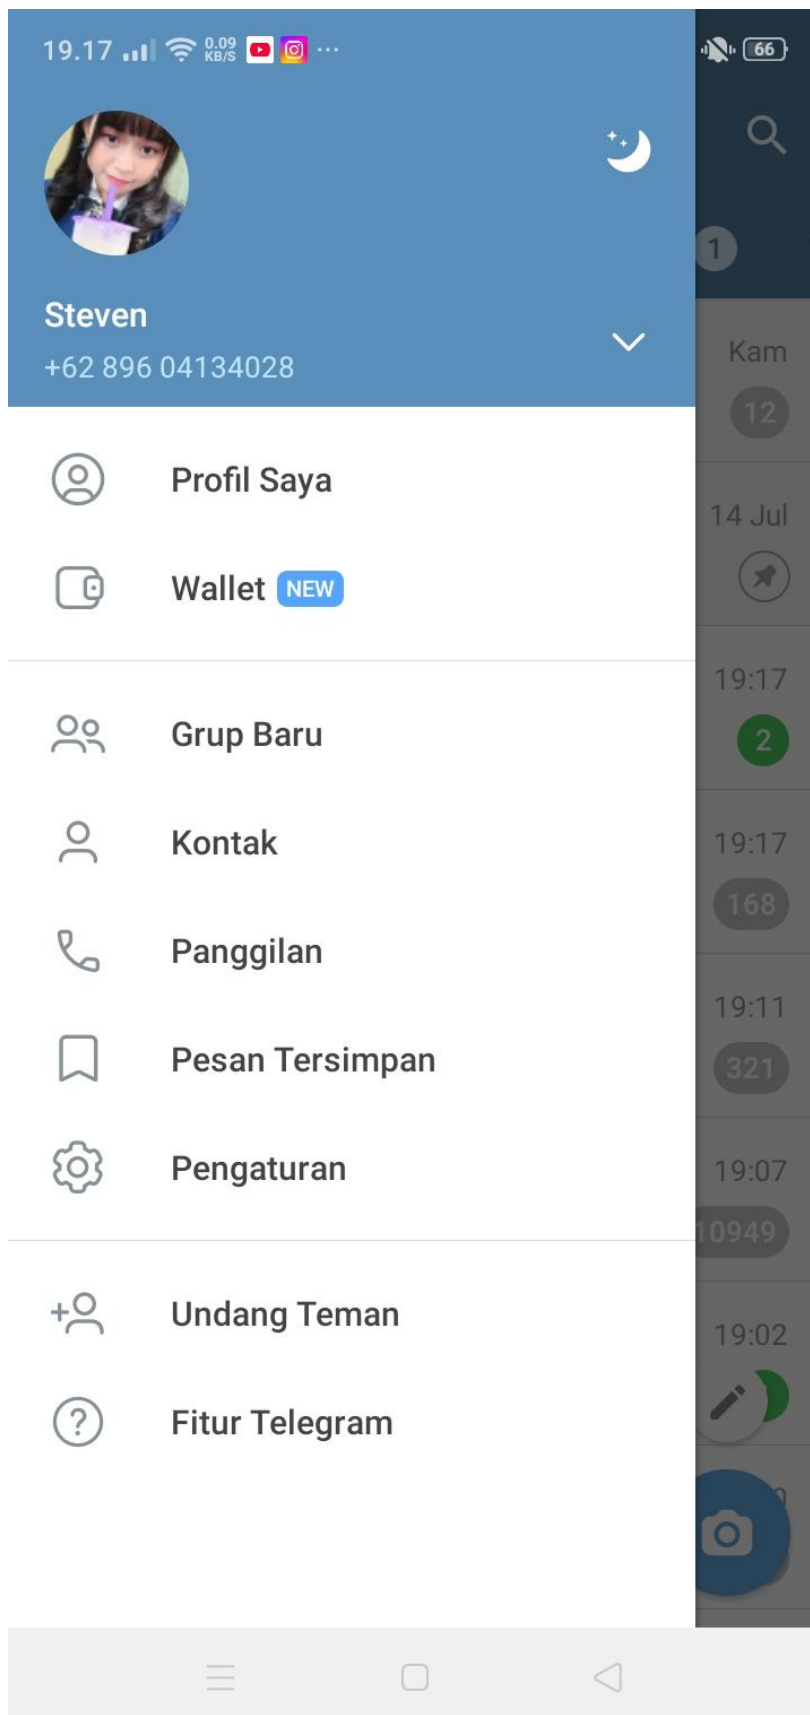 19.17 0.09 KB/S ... 66
1
Steven
+62 896 04134028
Kam
12
Profil Saya
14 Jul
Wallet NEW
19:17
2
Grup Baru
Kontak
19:17
168
Panggilan
19:11
321
Pesan Tersimpan
Pengaturan
19:07
10949
Undang Teman
19:02
Fitur Telegram